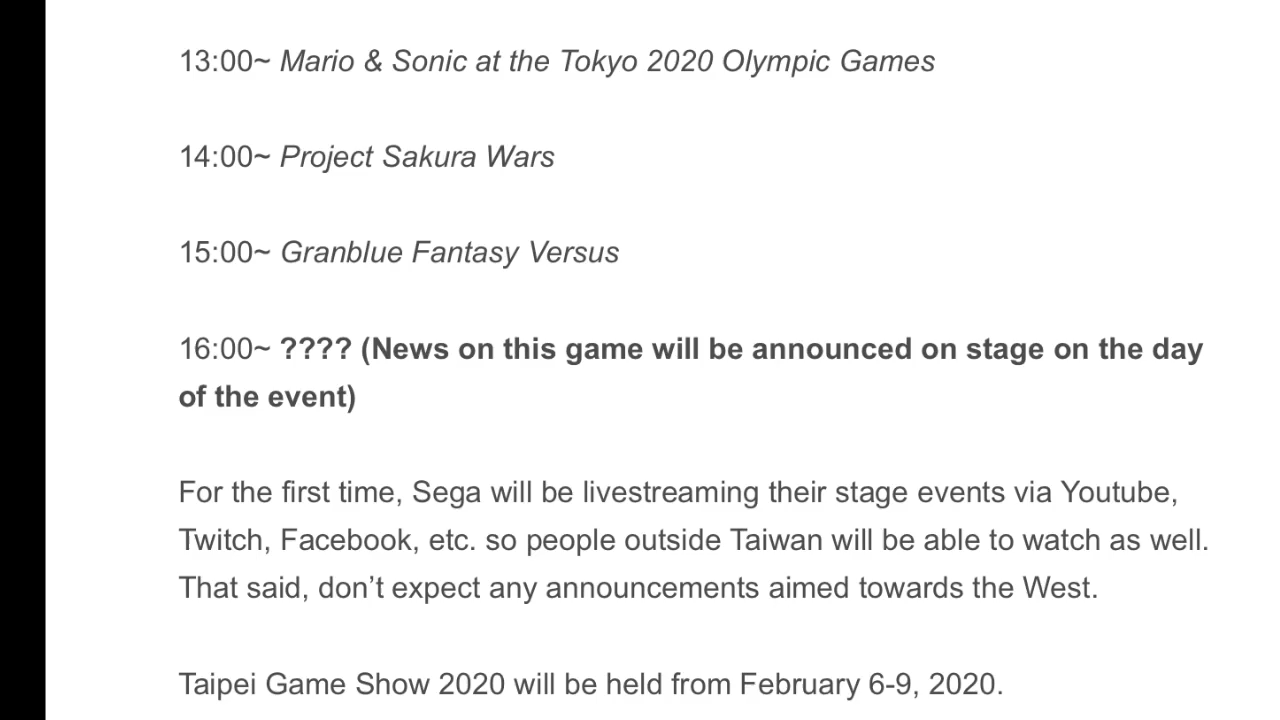 13:00~ Mario & Sonic at the Tokyo 2020 Olympic Games
14:00~ Project Sakura Wars
15:00~ Granblue Fantasy Versus
16:00~ ???? (News on this game will be announced on stage on the day
of the event)
For the first time, Sega will be livestreaming their stage events via Youtube,
Twitch, Facebook, etc. so people outside Taiwan will be able to watch as well.
That said, don’t expect any announcements aimed towards the West.
Taipei Game Show 2020 will be held from February 6-9, 2020.